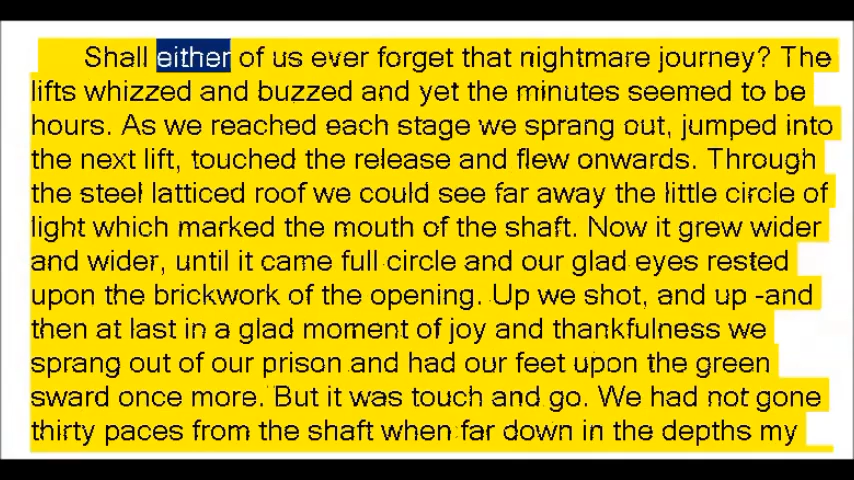 Shall either of us ever forget that nightmare journey? The
lifts whizzed and buzzed and yet the minutes seemed to be
hours. As we reached each stage we sprang out, jumped into
the next lift, touched the release and flew onwards. Through
the steel latticed roof we could see far away the little circle of
light which marked the mouth of the shaft. Now it grew wider
and wider, until it came full circle and our glad eyes rested
upon the brickwork of the opening. Up we shot, and up -and
then at last in a glad moment of joy and thankfulness we
sprang out of our prison and had our feet upon the green
sward once more. But it was touch and go. We had not gone
thirty paces from the shaft when far down in the depths my